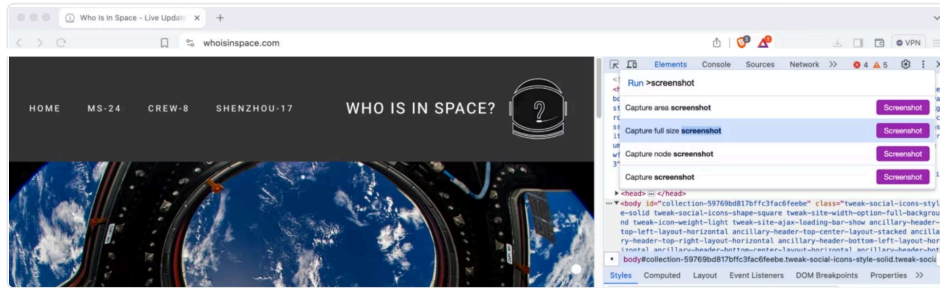 Who Is In Space - Live Update
whoisinspace.com
VPN
HOME MS-24 CREW-8 SHENZHOU-17 WHO IS IN SPACE?
?
Elements Console Sources Network 4 5
Run >screenshot
Capture area screenshot Screenshot
Capture full size screenshot Screenshot
Capture node screenshot Screenshot
Capture screenshot Screenshot
<head> … </head>
<body id="collection-59769bd817bffc3fac6feebe" class="tweak-social-icons-styl
e-solid tweak-social-icons-shape-square tweak-site-width-option-full-backgrou
nd tweak-icon-weight-light tweak-site-ajax-loading-bar-show ancillary-header-
top-left-layout-horizontal ancillary-header-top-center-layout-stacked ancilla
ry-header-top-right-layout-horizontal ancillary-header-bottom-left-layout-hor
izontal ancillary-header-bottom-center-layout-horizontal ancillary-header-bot
body#collection-59769bd817bffc3fac6feebe.tweak-social-icons-style-solid.tweak-socia
Styles Computed Layout Event Listeners DOM Breakpoints Properties